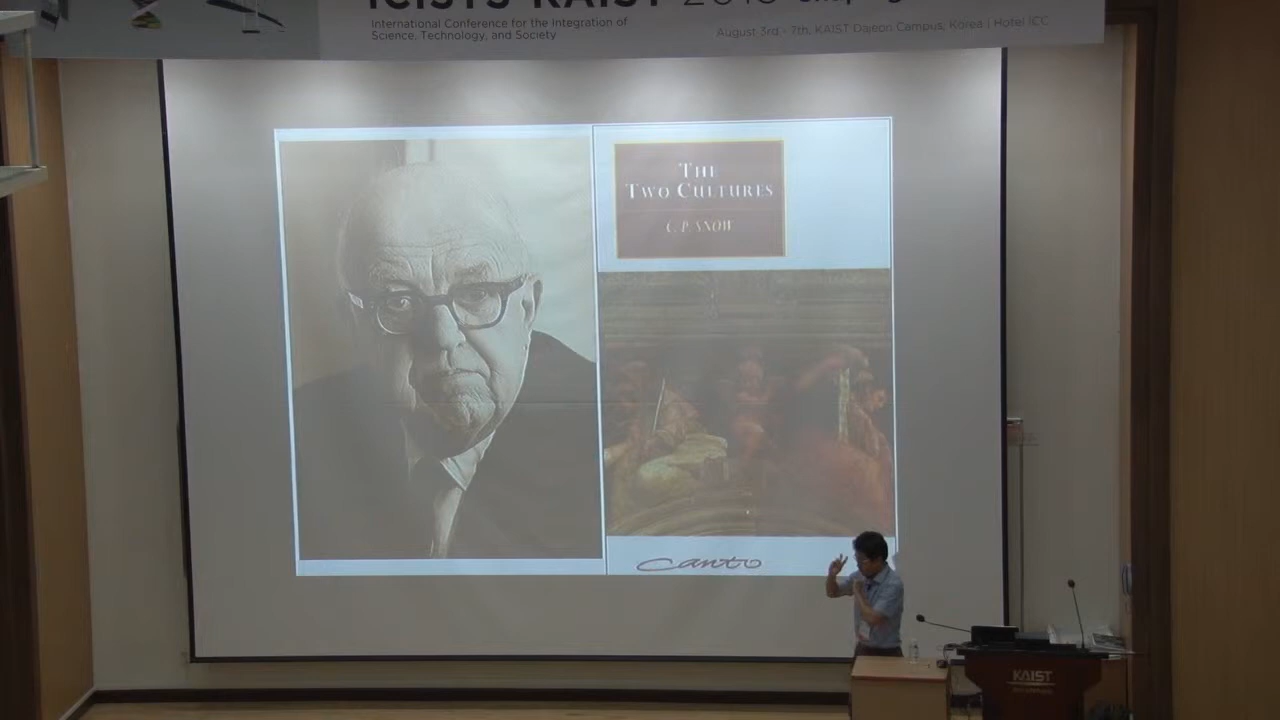 ICISTS-KAIST
International Conference for the Integration of
Science, Technology, and Society
August 3rd - 7th, KAIST Daejeon Campus, Korea | Hotel ICC
THE
TWO CULTURES
C. P. SNOW
Canto
KAIST